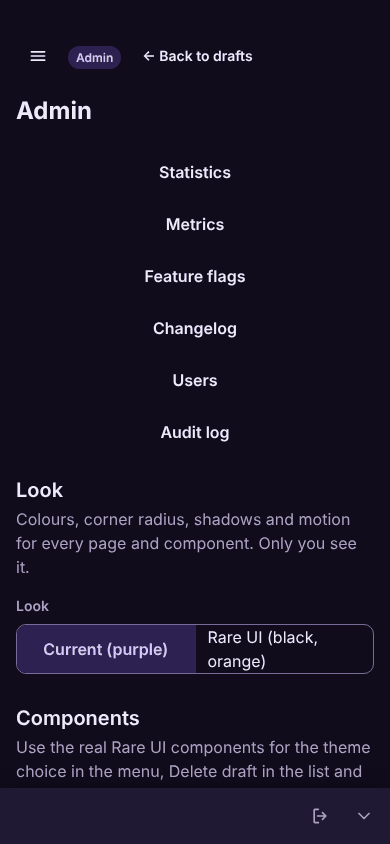 Admin
← Back to drafts
Admin
Statistics
Metrics
Feature flags
Changelog
Users
Audit log
Look
Colours, corner radius, shadows and motion
for every page and component. Only you see
it.
Look
Current (purple)
Rare UI (black,
orange)
Components
Use the real Rare UI components for the theme
choice in the menu, Delete draft in the list and